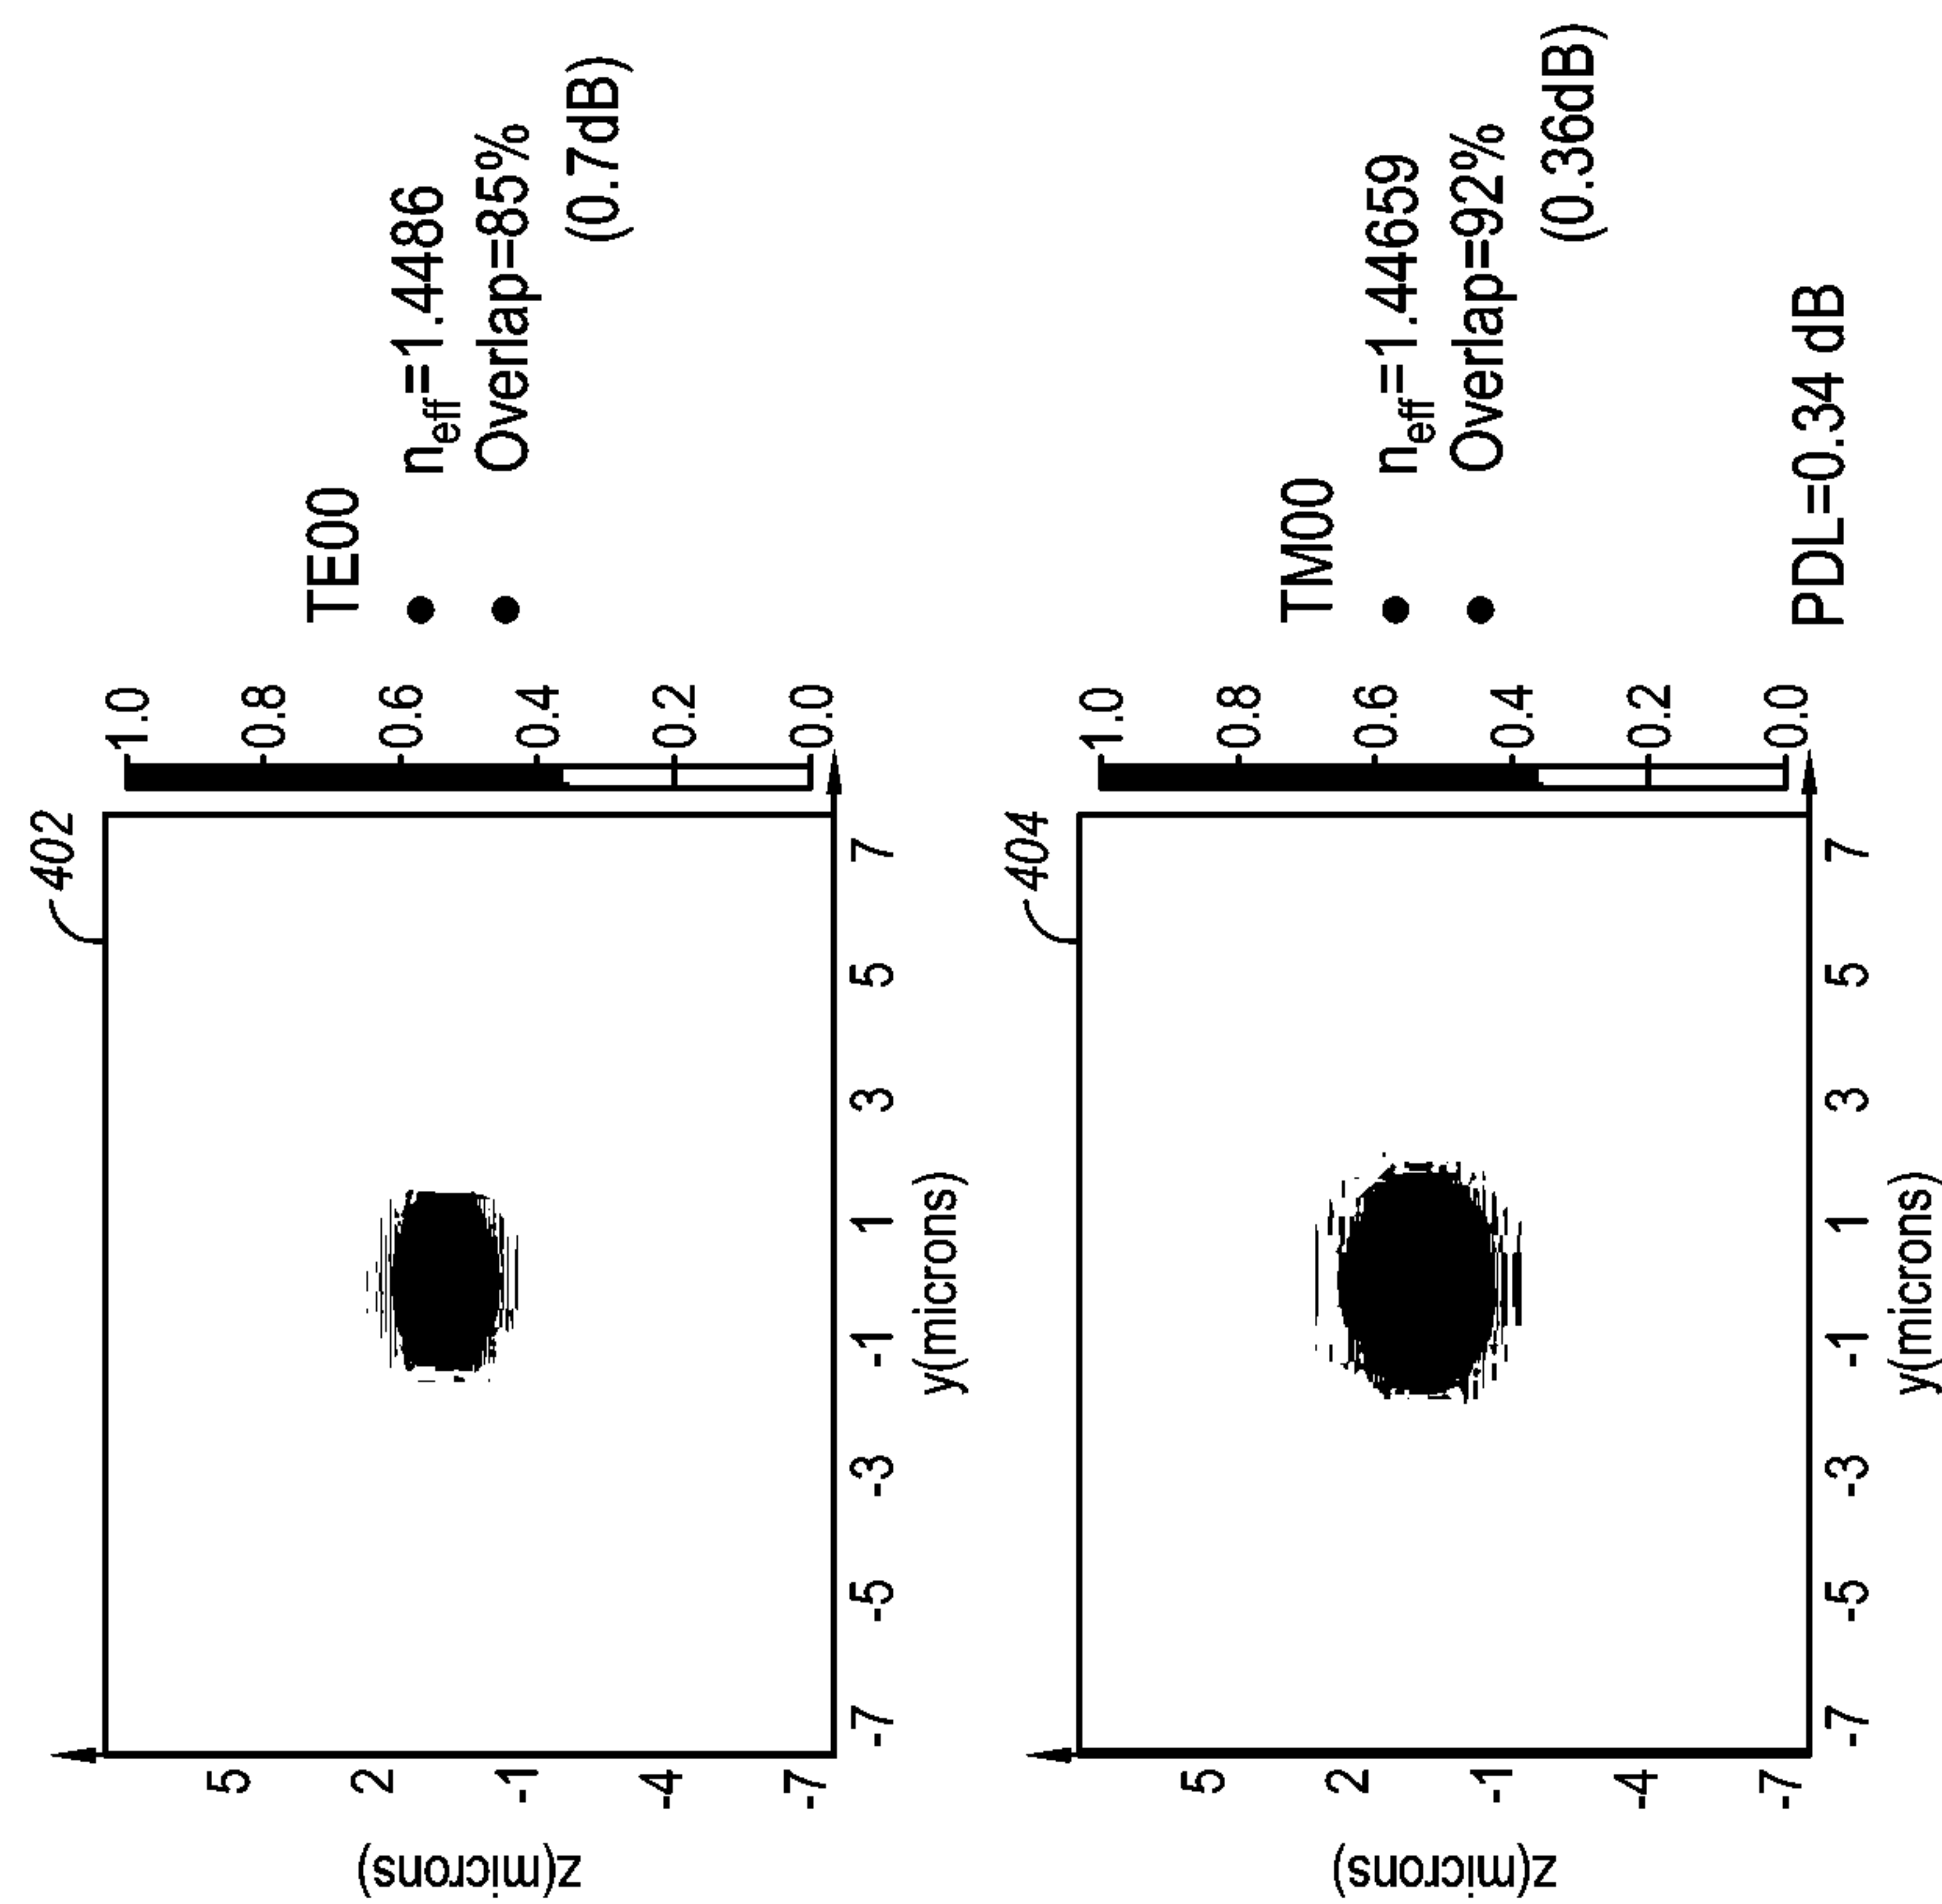 402
z(microns)
5
2
-1
-4
-7
-7 -5 -3 -1 1 3 5 7
y(microns)
1.0
0.8
0.6
0.4
0.2
0.0
TE00
● neff=1.4486
● Overlap=85%
(0.7dB)
404
z(microns)
5
2
-1
-4
-7
-7 -5 -3 -1 1 3 5 7
y(microns)
1.0
0.8
0.6
0.4
0.2
0.0
TM00
● neff=1.44659
● Overlap=92%
(0.36dB)
PDL=0.34 dB